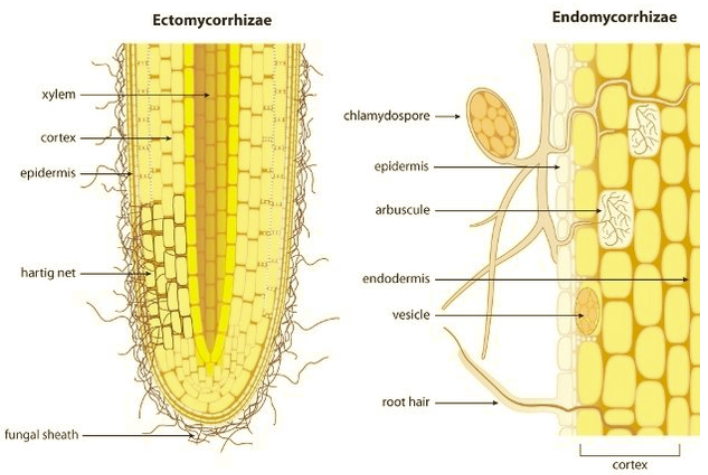 Ectomycorrhizae
xylem
cortex
epidermis
hartig net
fungal sheath
Endomycorrhizae
chlamydospore
epidermis
arbuscule
endodermis
vesicle
root hair
cortex